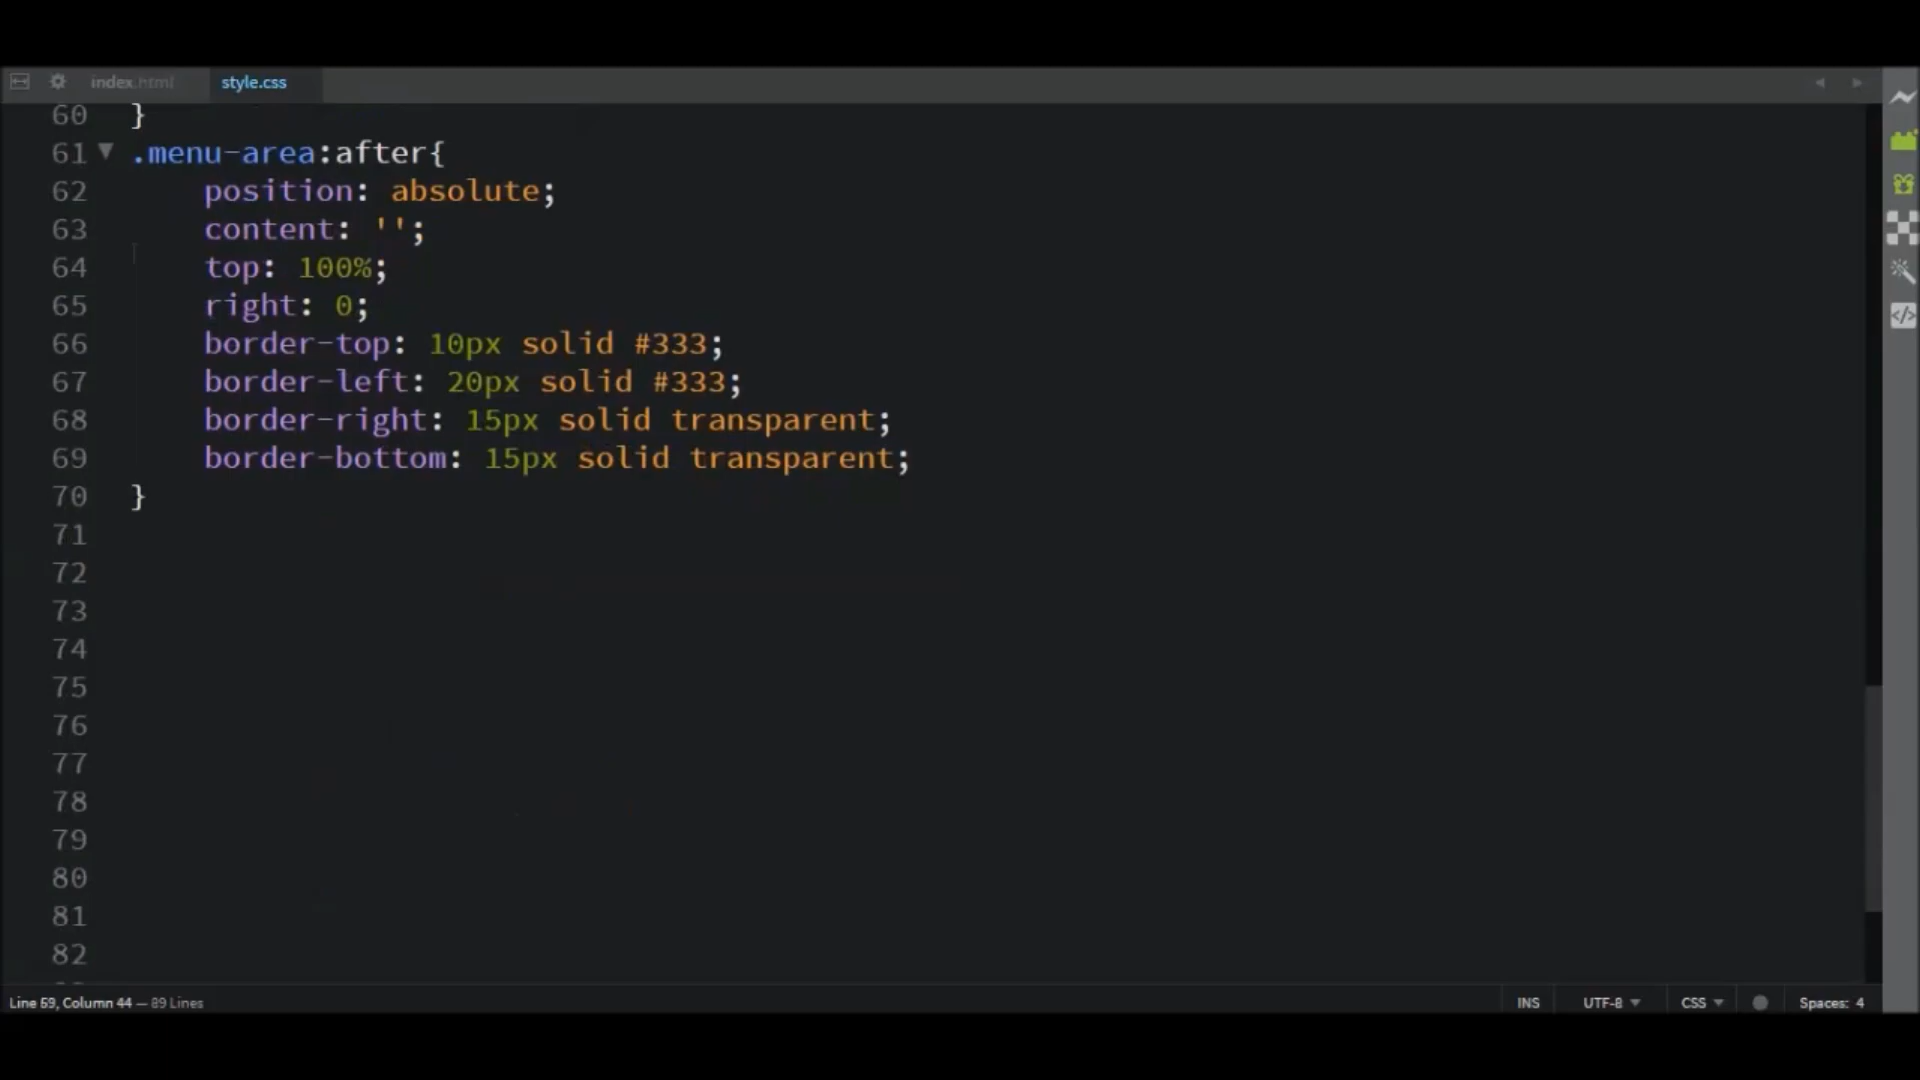 index.html
style.css
60 }
61 .menu-area:after{
62 position: absolute;
63 content: '';
64 top: 100%;
65 right: 0;
66 border-top: 10px solid #333;
67 border-left: 20px solid #333;
68 border-right: 15px solid transparent;
69 border-bottom: 15px solid transparent;
70 }
71
72
73
74
75
76
77
78
79
80
81
82
Line 69, Column 44 — 89 Lines
INS
UTF-8
CSS
Spaces: 4